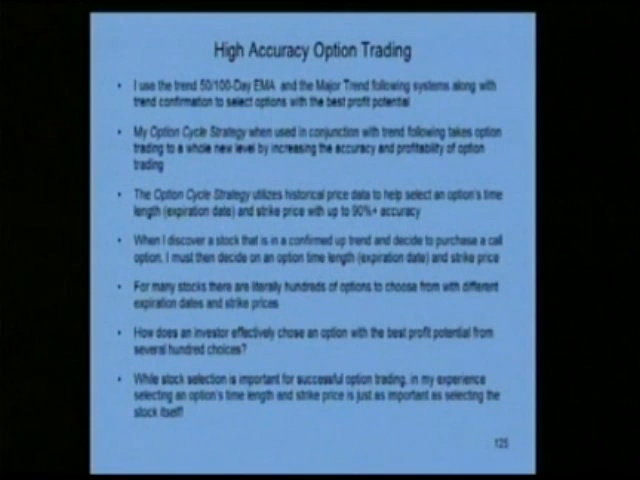 High Accuracy Option Trading
• I use the trend 50/100-Day EMA and the Major Trend following systems along with
trend confirmation to select options with the best profit potential
• My Option Cycle Strategy when used in conjunction with trend following takes option
trading to a whole new level by increasing the accuracy and profitability of option
trading
• The Option Cycle Strategy utilizes historical price data to help select an option's time
length (expiration date) and strike price with up to 90%+ accuracy
• When I discover a stock that is in a confirmed up trend and decide to purchase a call
option, I must then decide on an option time length (expiration date) and strike price
• For many stocks there are literally hundreds of options to choose from with different
expiration dates and strike prices
• How does an investor effectively chose an option with the best profit potential from
several hundred choices?
• While stock selection is important for successful option trading, in my experience
selecting an option's time length and strike price is just as important as selecting the
stock itself!
125